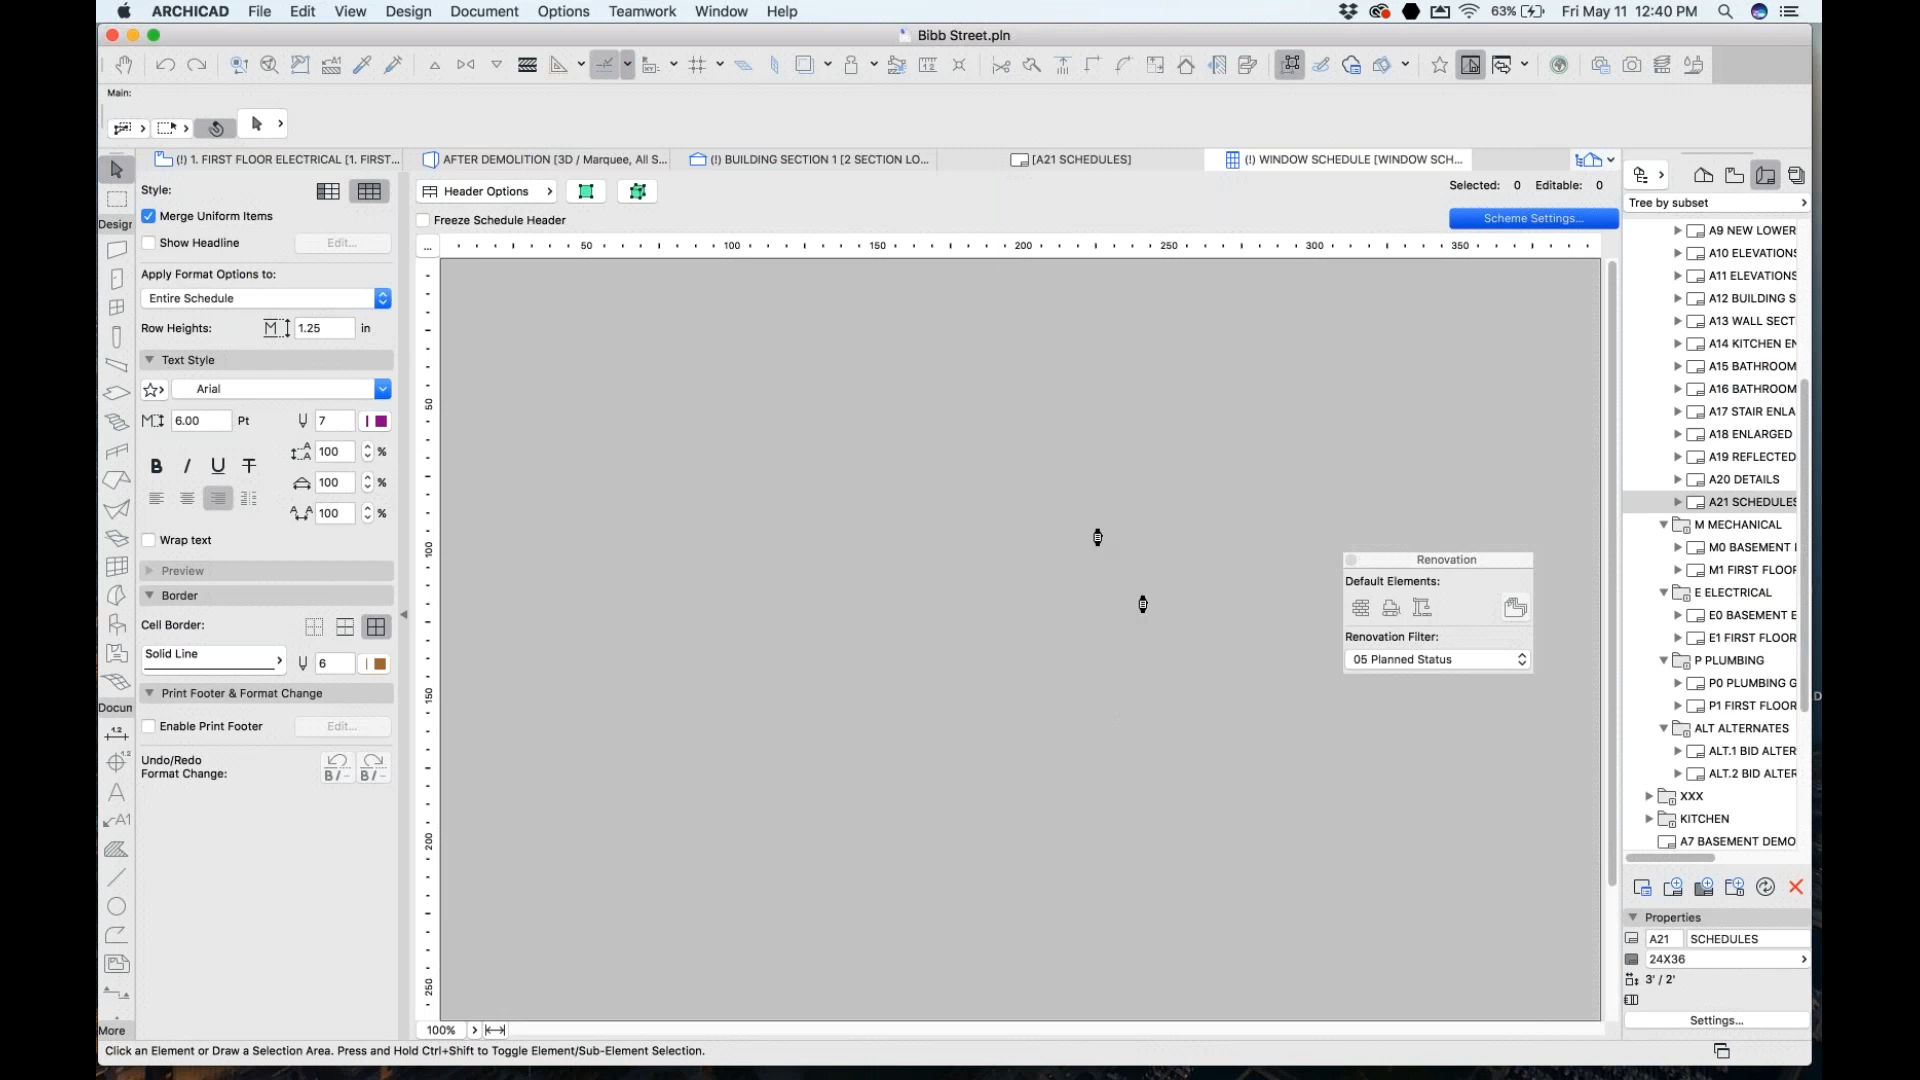 ARCHICAD File Edit View Design Document Options Teamwork Window Help
63% Fri May 11 12:40 PM
Bibb Street.pln
Main:
(!) 1. FIRST FLOOR ELECTRICAL [1. FIRST...
AFTER DEMOLITION [3D / Marquee, All S...
(!) BUILDING SECTION 1 [2 SECTION LO...
[A21 SCHEDULES]
(!) WINDOW SCHEDULE [WINDOW SCH...
Style:
Merge Uniform Items
Show Headline
Edit...
Apply Format Options to:
Entire Schedule
Row Heights:
1.25 in
Text Style
Arial
6.00 Pt
7
100 %
B I U T
100 %
100 %
Wrap text
Preview
Border
Cell Border:
Solid Line
6
Print Footer & Format Change
Enable Print Footer
Edit...
Undo/Redo
Format Change:
Design
Docun
More
Header Options
Freeze Schedule Header
Selected: 0 Editable: 0
Scheme Settings...
50 100 150 200 250 300 350
50
100
150
200
250
Renovation
Default Elements:
Renovation Filter:
05 Planned Status
100%
Tree by subset
A9 NEW LOWER
A10 ELEVATIONS
A11 ELEVATIONS
A12 BUILDING S
A13 WALL SECT
A14 KITCHEN EN
A15 BATHROOM
A16 BATHROOM
A17 STAIR ENLA
A18 ENLARGED
A19 REFLECTED
A20 DETAILS
A21 SCHEDULES
M MECHANICAL
M0 BASEMENT
M1 FIRST FLOOR
E ELECTRICAL
E0 BASEMENT E
E1 FIRST FLOOR
P PLUMBING
P0 PLUMBING G
P1 FIRST FLOOR
ALT ALTERNATES
ALT.1 BID ALTER
ALT.2 BID ALTER
XXX
KITCHEN
A7 BASEMENT DEMO
Properties
A21 SCHEDULES
24X36
3' / 2'
Settings...
Click an Element or Draw a Selection Area. Press and Hold Ctrl+Shift to Toggle Element/Sub-Element Selection.